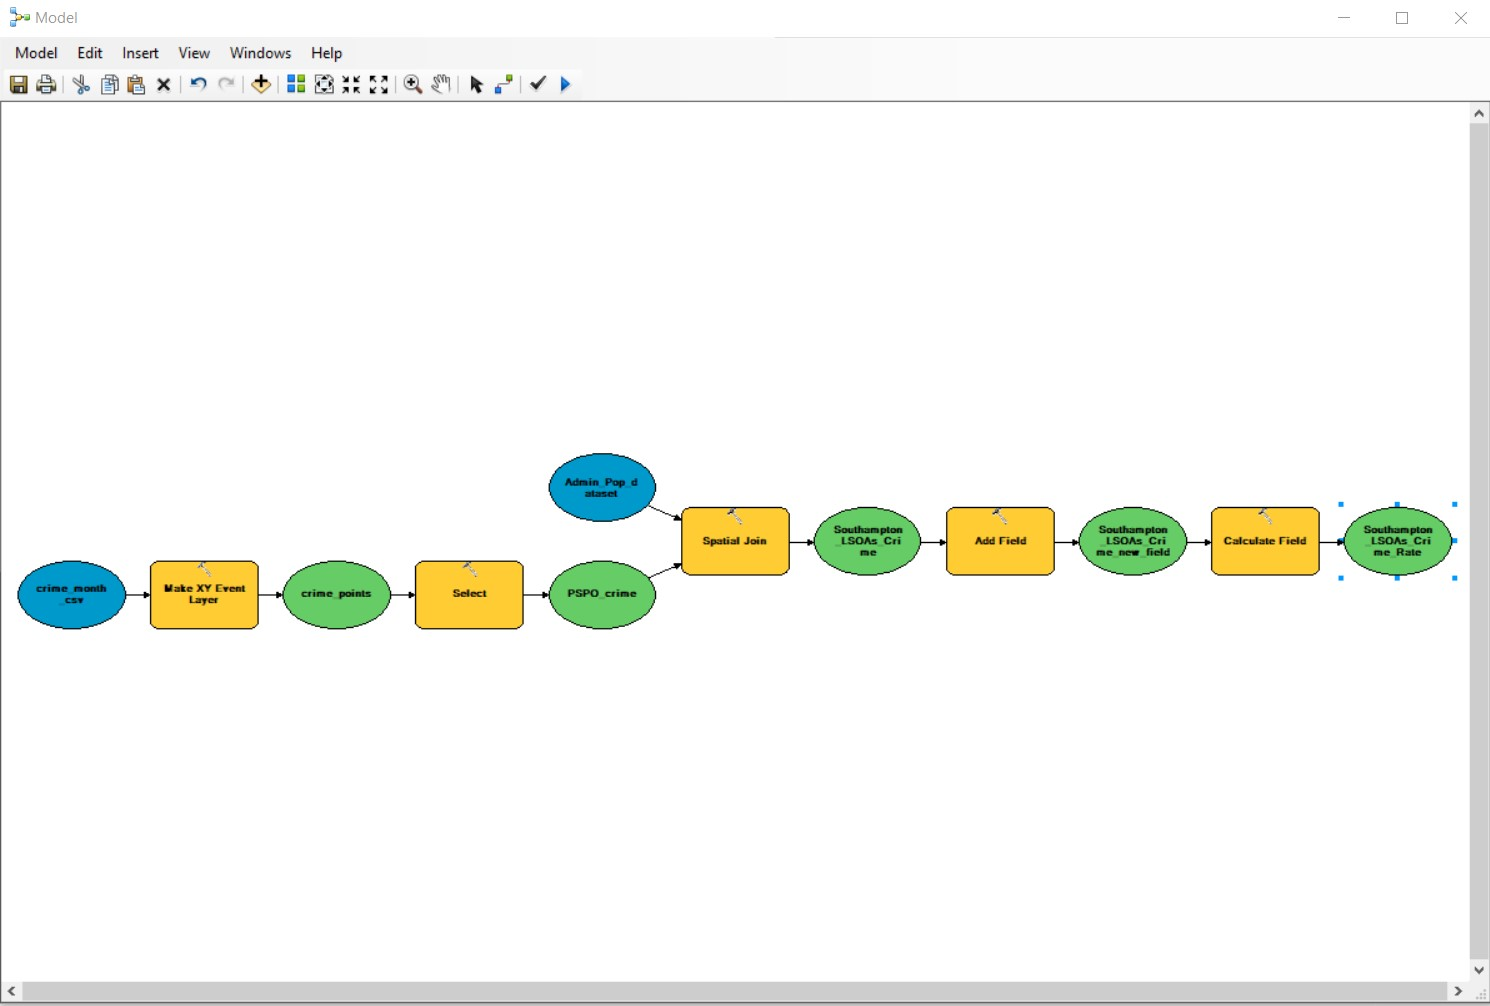 Model
Model Edit Insert View Windows Help
Admin_Pop_d
ataset
Spatial Join
Southampton
_LSOAs_Cri
me
Add Field
Southampton
_LSOAs_Cri
me_new_field
Calculate Field
Southampton
_LSOAs_Cri
me_Rate
crime_month
_csv
Make XY Event
Layer
crime_points
Select
PSPO_crime